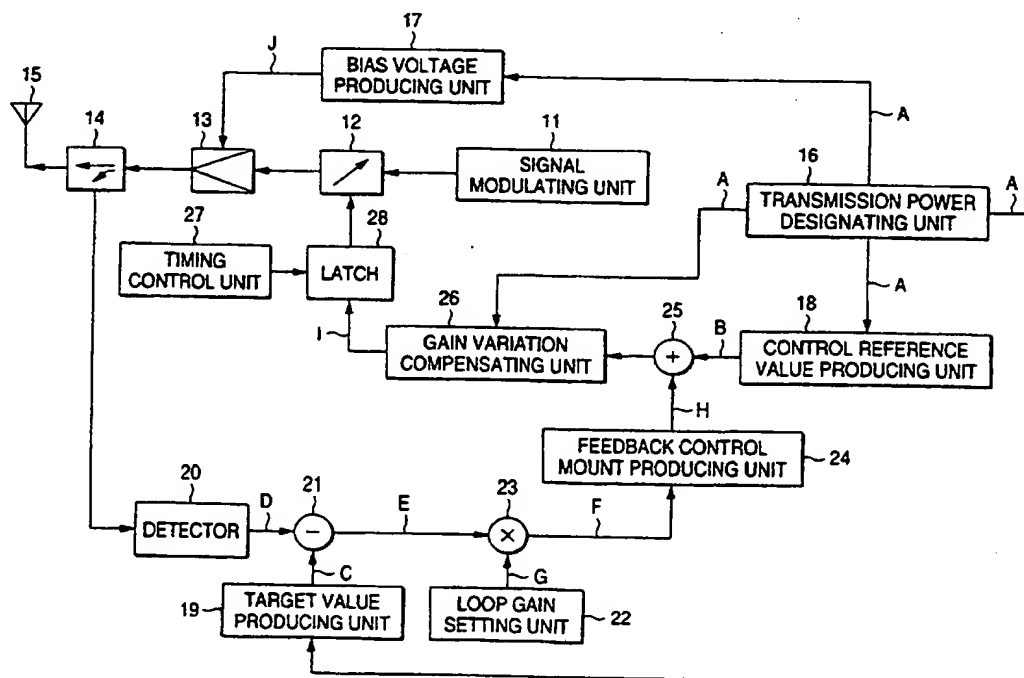 17
J
BIAS VOLTAGE
PRODUCING UNIT
15
14
13
12
11
A
SIGNAL
MODULATING UNIT
16
A
TRANSMISSION POWER
DESIGNATING UNIT
A
27
28
TIMING
CONTROL UNIT
LATCH
A
I
26
GAIN VARIATION
COMPENSATING UNIT
25
+
B
18
CONTROL REFERENCE
VALUE PRODUCING UNIT
H
FEEDBACK CONTROL
MOUNT PRODUCING UNIT
24
20
DETECTOR
D
21
−
E
23
×
F
C
G
19
TARGET VALUE
PRODUCING UNIT
LOOP GAIN
SETTING UNIT
22